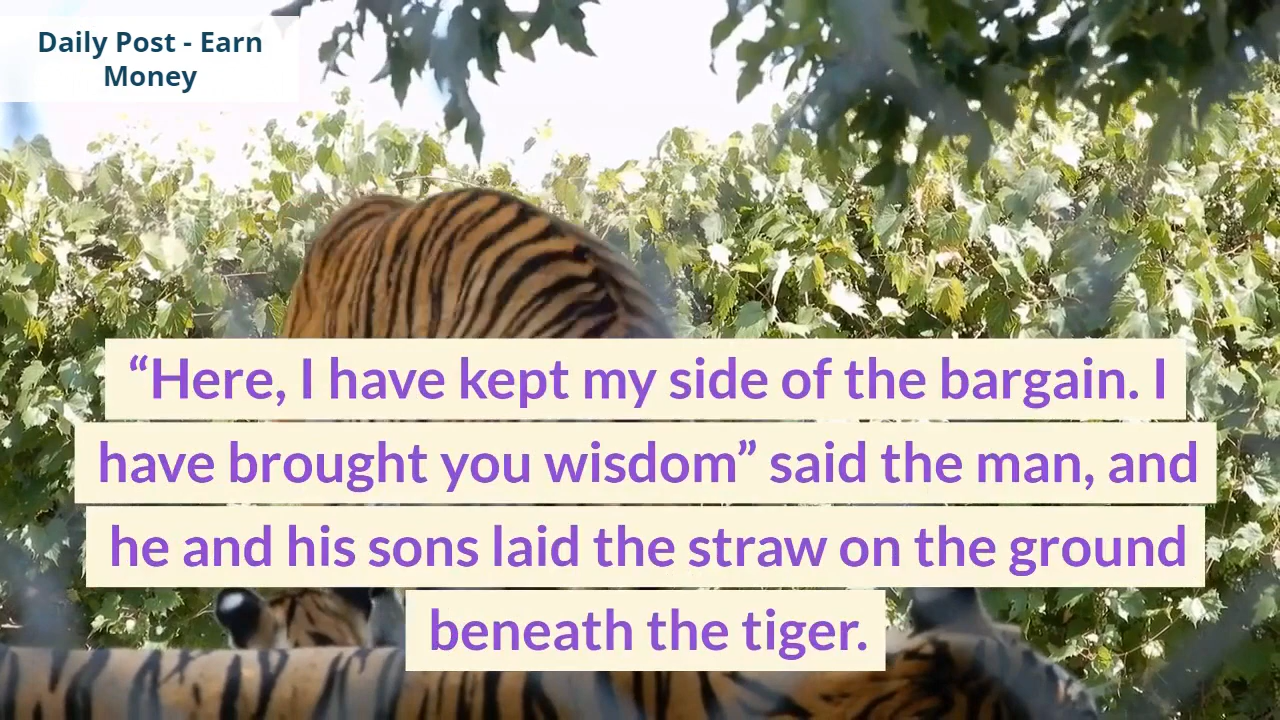 Daily Post - Earn
Money
“Here, I have kept my side of the bargain. I
have brought you wisdom” said the man, and
he and his sons laid the straw on the ground
beneath the tiger.